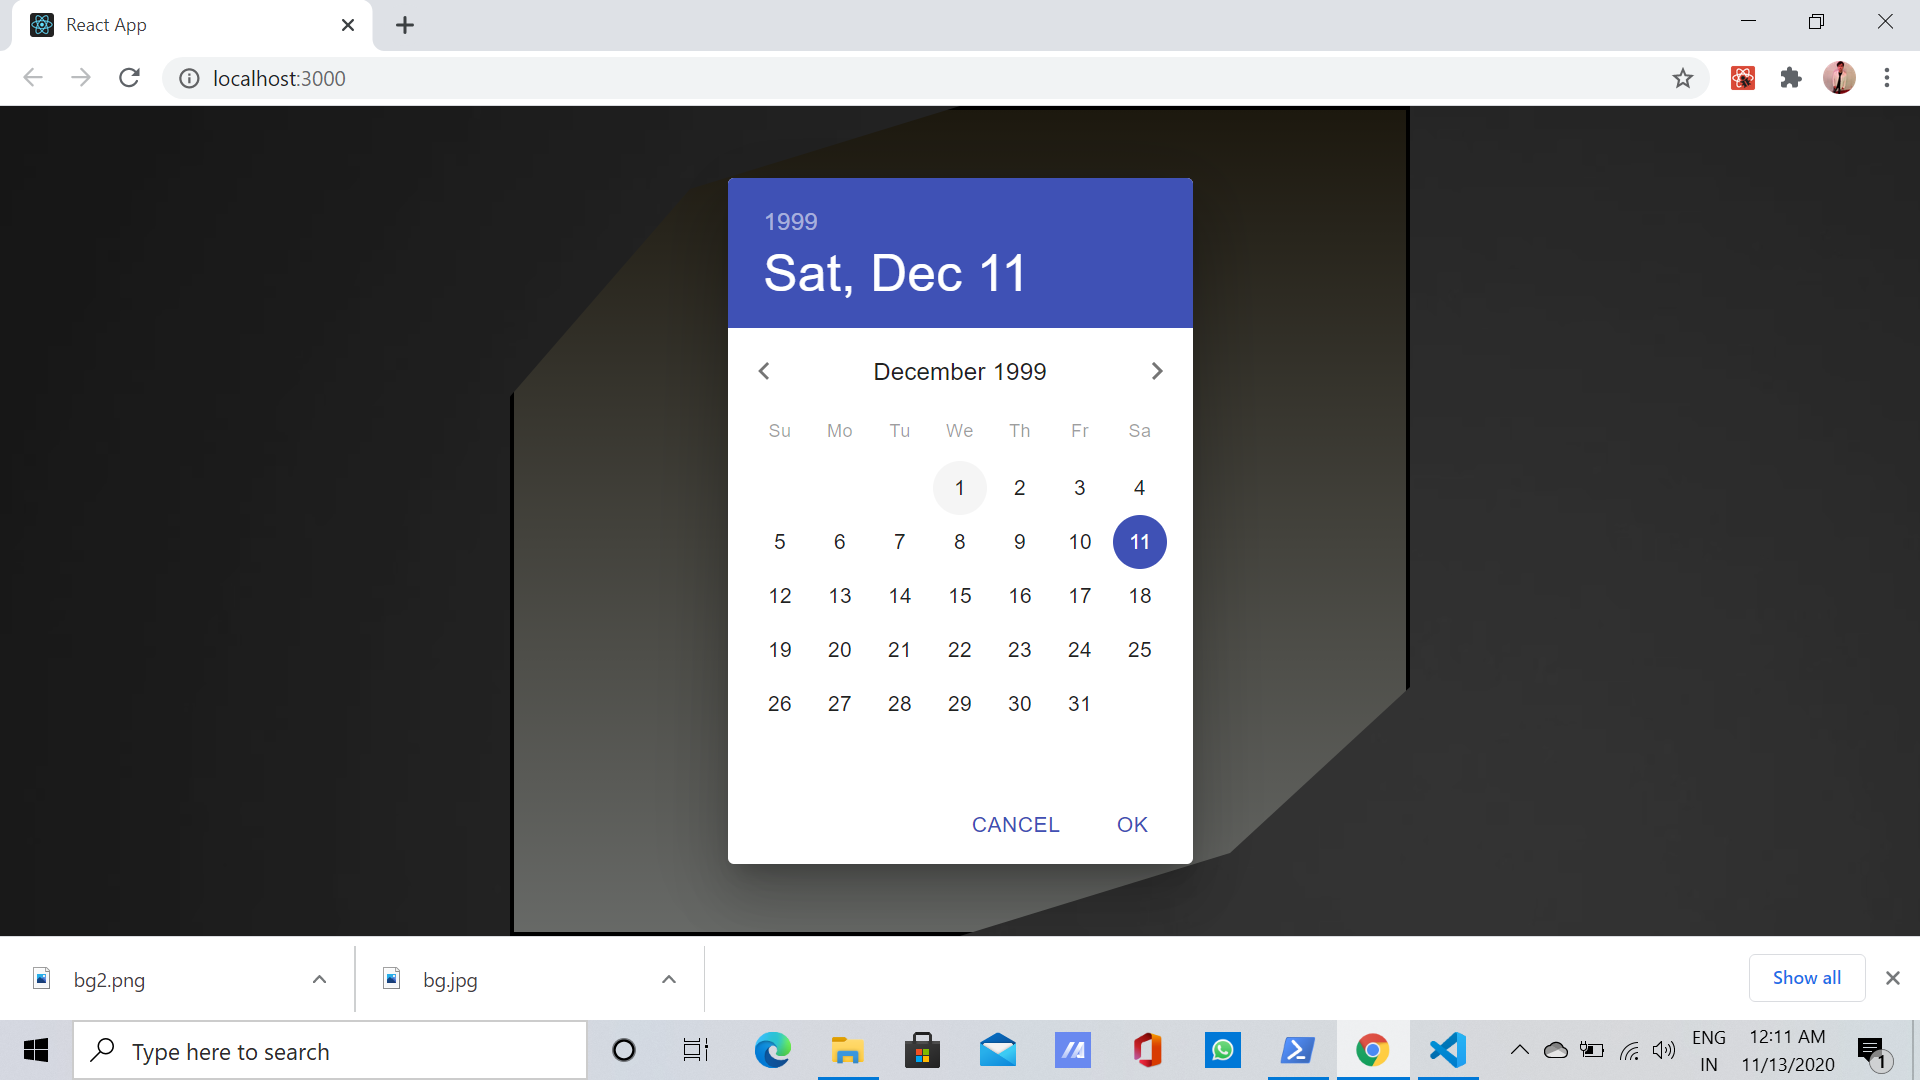 React App
localhost:3000
1999
Sat, Dec 11
December 1999
Su Mo Tu We Th Fr Sa
1 2 3 4
5 6 7 8 9 10 11
12 13 14 15 16 17 18
19 20 21 22 23 24 25
26 27 28 29 30 31
CANCEL OK
bg2.png bg.jpg Show all
Type here to search
ENG
IN
12:11 AM
11/13/2020
1